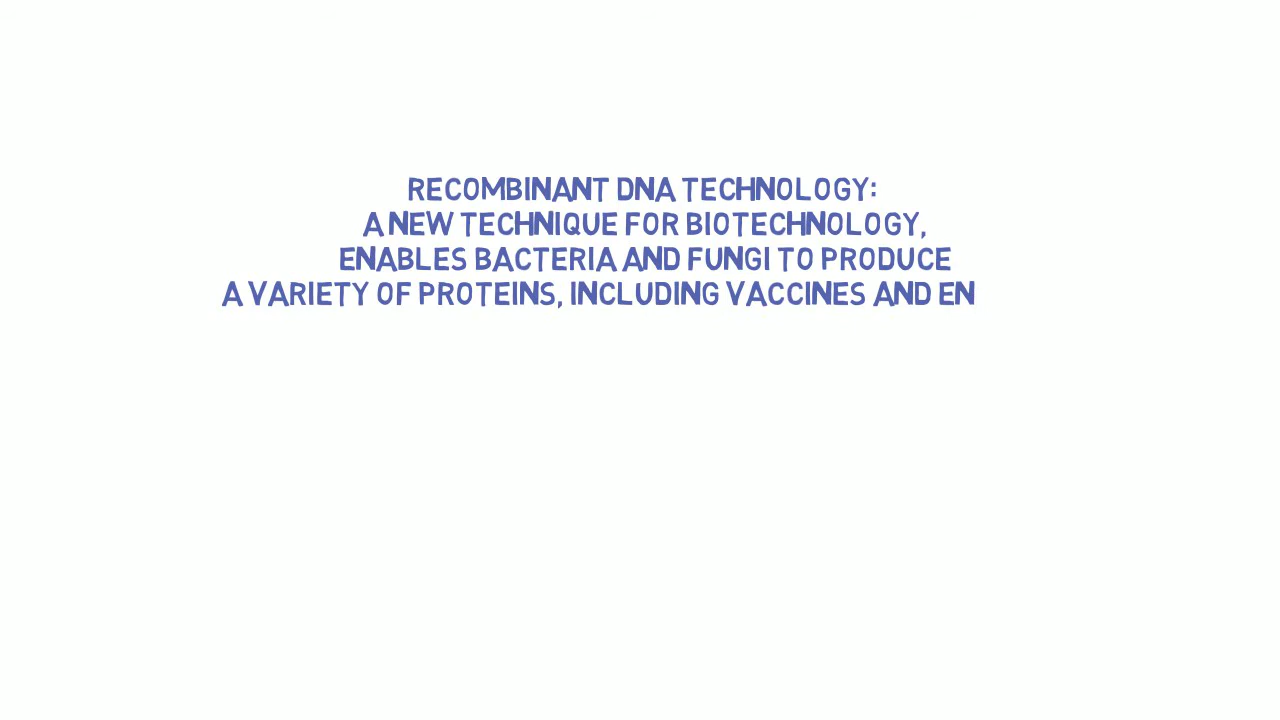 RECOMBINANT DNA TECHNOLOGY:
A NEW TECHNIQUE FOR BIOTECHNOLOGY,
ENABLES BACTERIA AND FUNGI TO PRODUCE
A VARIETY OF PROTEINS, INCLUDING VACCINES AND EN